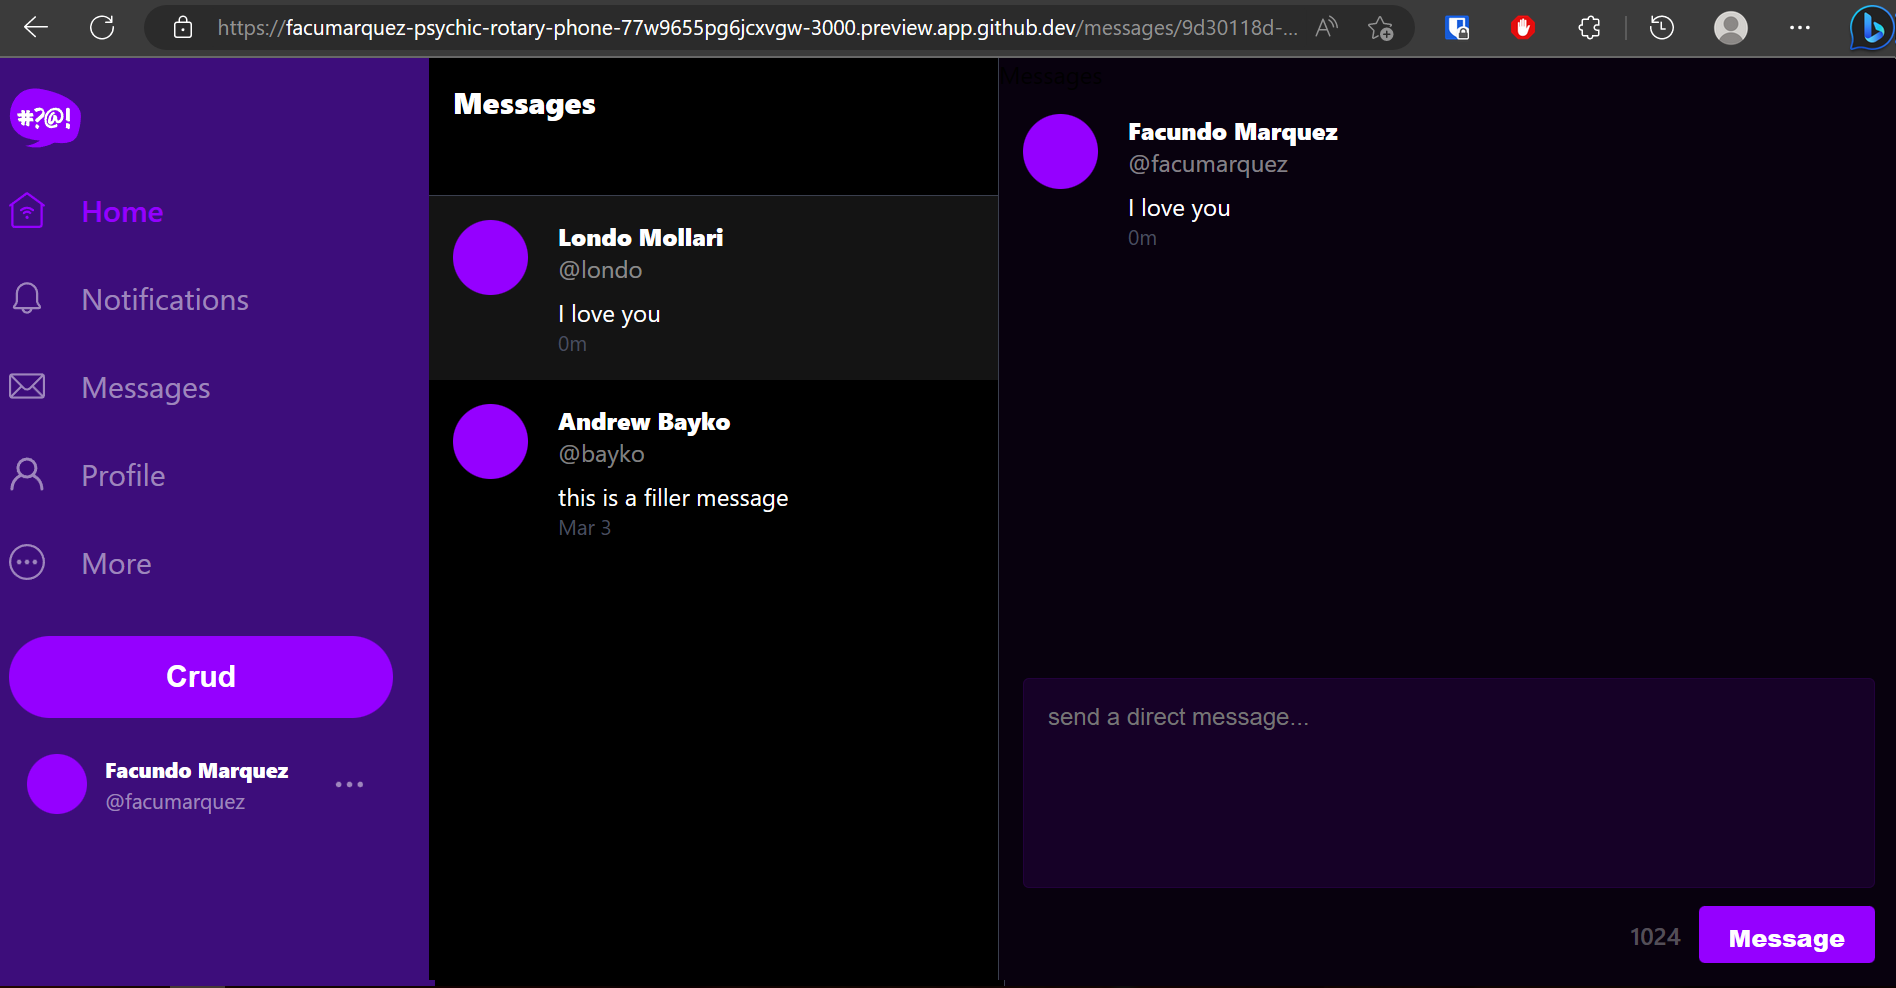 https://facumarquez-psychic-rotary-phone-77w9655pg6jcxvgw-3000.preview.app.github.dev/messages/9d30118d-...
#?@!
Home
Notifications
Messages
Profile
More
Crud
Facundo Marquez
@facumarquez
Messages
Londo Mollari
@londo
I love you
0m
Andrew Bayko
@bayko
this is a filler message
Mar 3
Messages
Facundo Marquez
@facumarquez
I love you
0m
send a direct message...
1024
Message